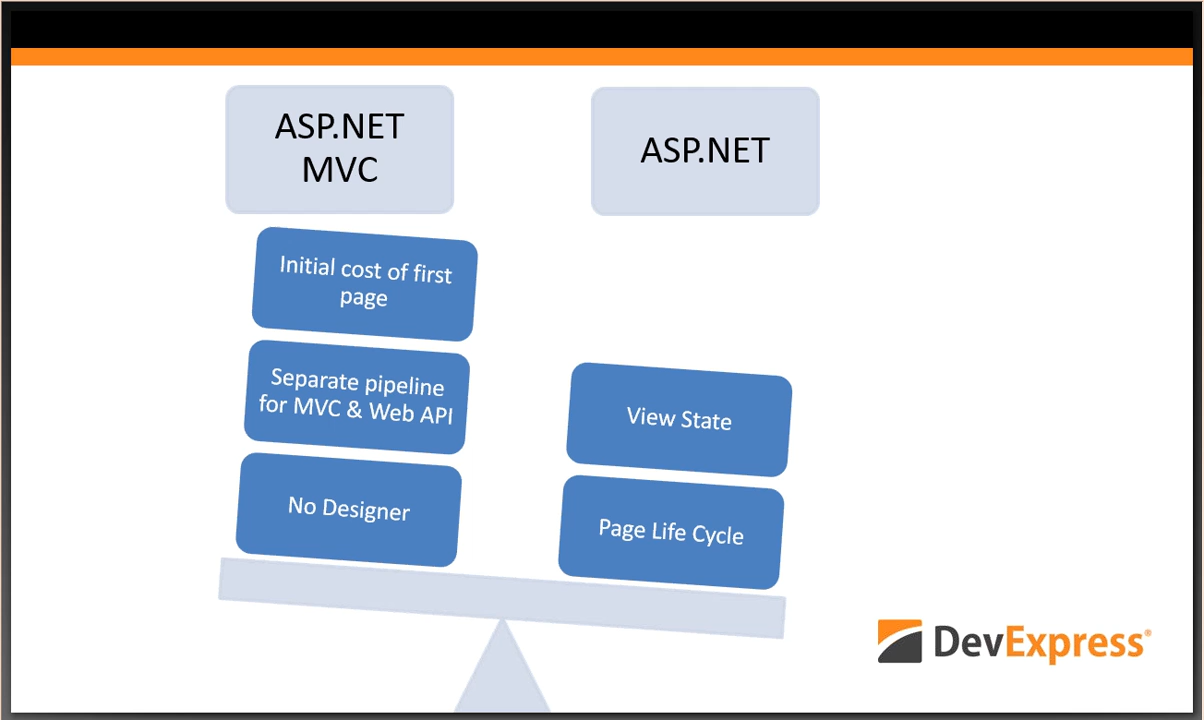 ASP.NET
MVC
ASP.NET
Initial cost of first
page
Separate pipeline
for MVC & Web API
No Designer
View State
Page Life Cycle
DevExpress®